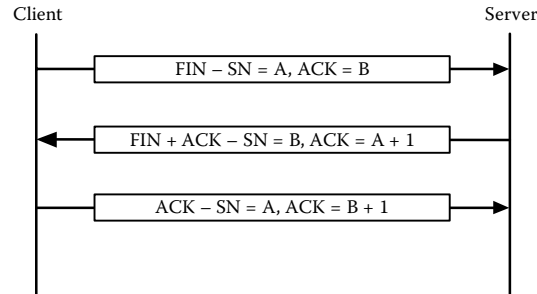 Client Server
FIN – SN = A, ACK = B
FIN + ACK – SN = B, ACK = A + 1
ACK – SN = A, ACK = B + 1